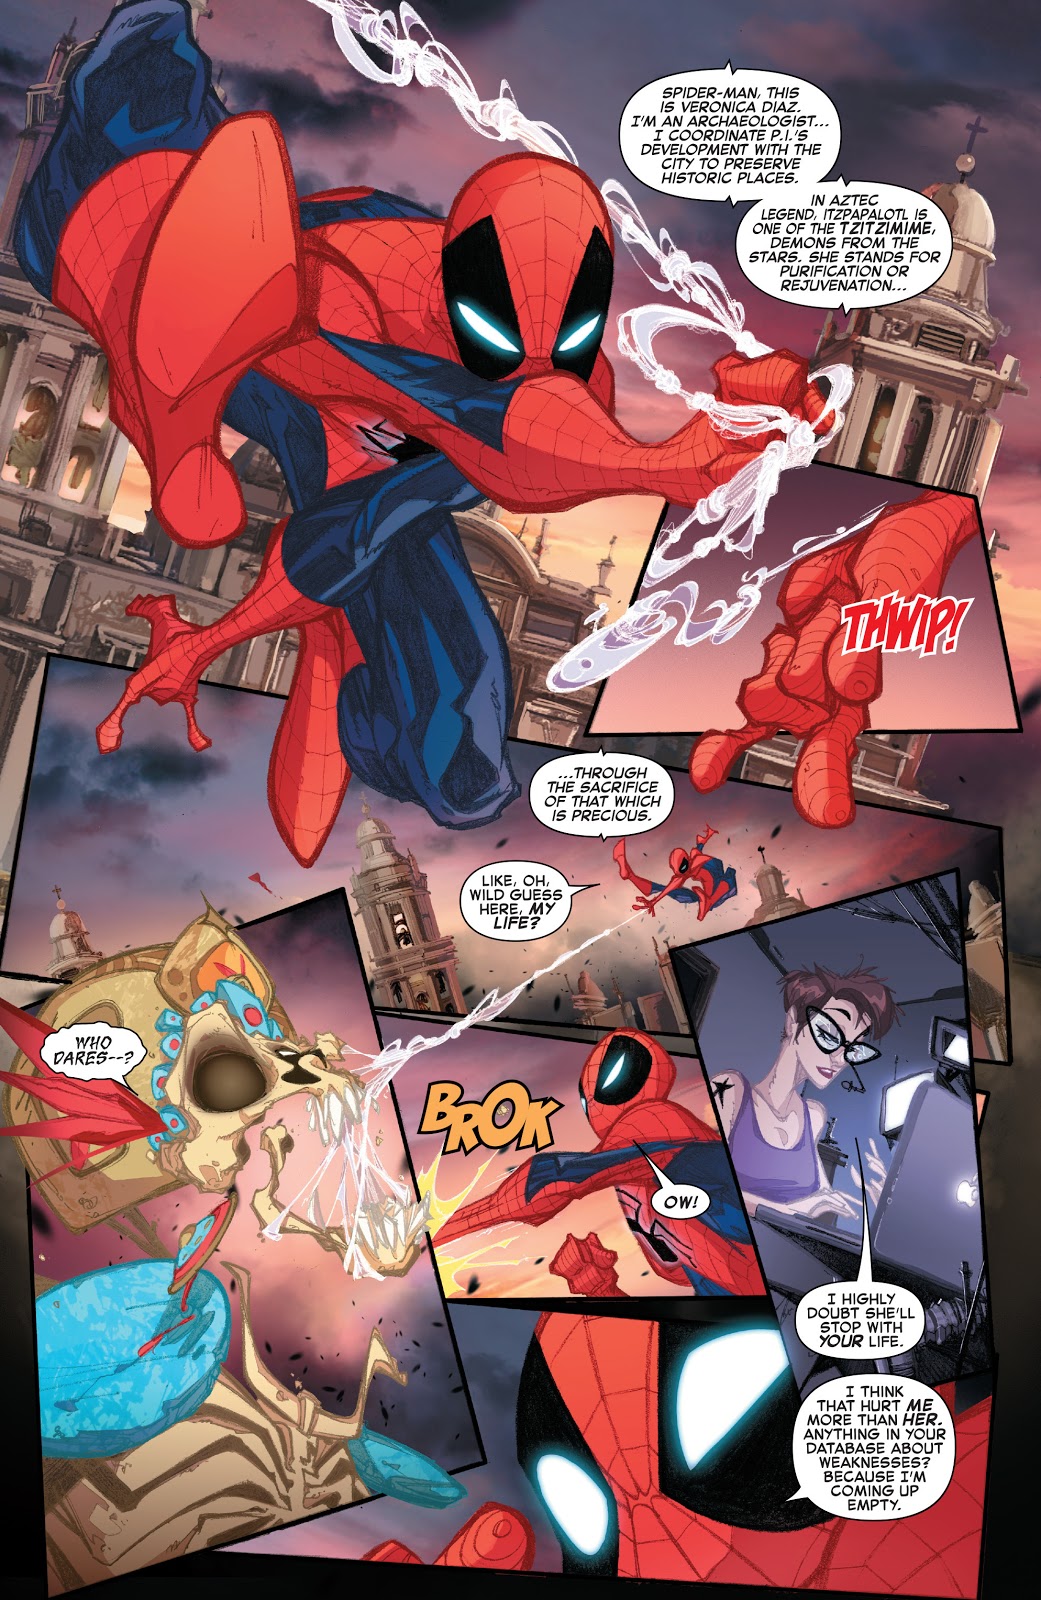 SPIDER-MAN, THIS
IS VERONICA DIAZ.
I'M AN ARCHAEOLOGIST...
I COORDINATE P.I.'S
DEVELOPMENT WITH THE
CITY TO PRESERVE
HISTORIC PLACES.
IN AZTEC
LEGEND, ITZPAPALOTL IS
ONE OF THE TZITZIMIME,
DEMONS FROM THE
STARS. SHE STANDS FOR
PURIFICATION OR
REJUVENATION...
THWIP!
...THROUGH
THE SACRIFICE
OF THAT WHICH
IS PRECIOUS.
LIKE, OH,
WILD GUESS
HERE, MY
LIFE?
WHO
DARES--?
BROK
OW!
I HIGHLY
DOUBT SHE'LL
STOP WITH
YOUR LIFE.
I THINK
THAT HURT ME
MORE THAN HER.
ANYTHING IN YOUR
DATABASE ABOUT
WEAKNESSES?
BECAUSE I'M
COMING UP
EMPTY.